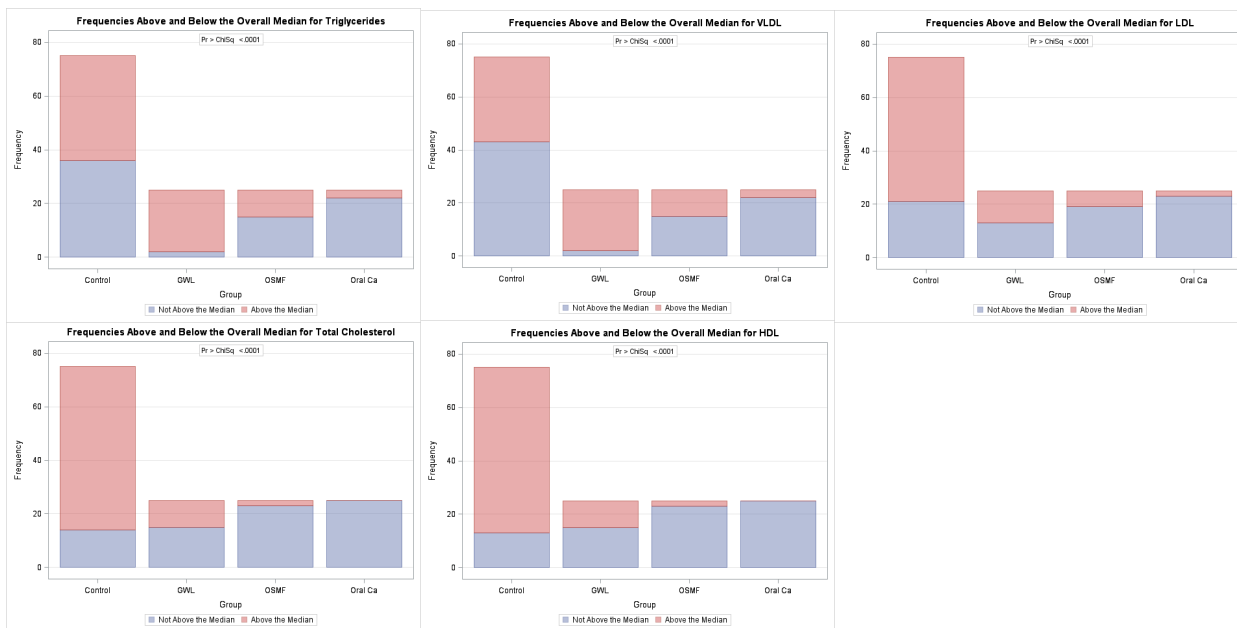 Frequencies Above and Below the Overall Median for Triglycerides
Pr > ChiSq <.0001
80
60
40
20
0
Frequency
Control GWL OSMF Oral Ca
Group
Not Above the Median Above the Median
Frequencies Above and Below the Overall Median for VLDL
Pr > ChiSq <.0001
80
60
40
20
0
Frequency
Control GWL OSMF Oral Ca
Group
Not Above the Median Above the Median
Frequencies Above and Below the Overall Median for LDL
Pr > ChiSq <.0001
80
60
40
20
0
Frequency
Control GWL OSMF Oral Ca
Group
Not Above the Median Above the Median
Frequencies Above and Below the Overall Median for Total Cholesterol
Pr > ChiSq <.0001
80
60
40
20
0
Frequency
Control GWL OSMF Oral Ca
Group
Not Above the Median Above the Median
Frequencies Above and Below the Overall Median for HDL
Pr > ChiSq <.0001
80
60
40
20
0
Frequency
Control GWL OSMF Oral Ca
Group
Not Above the Median Above the Median